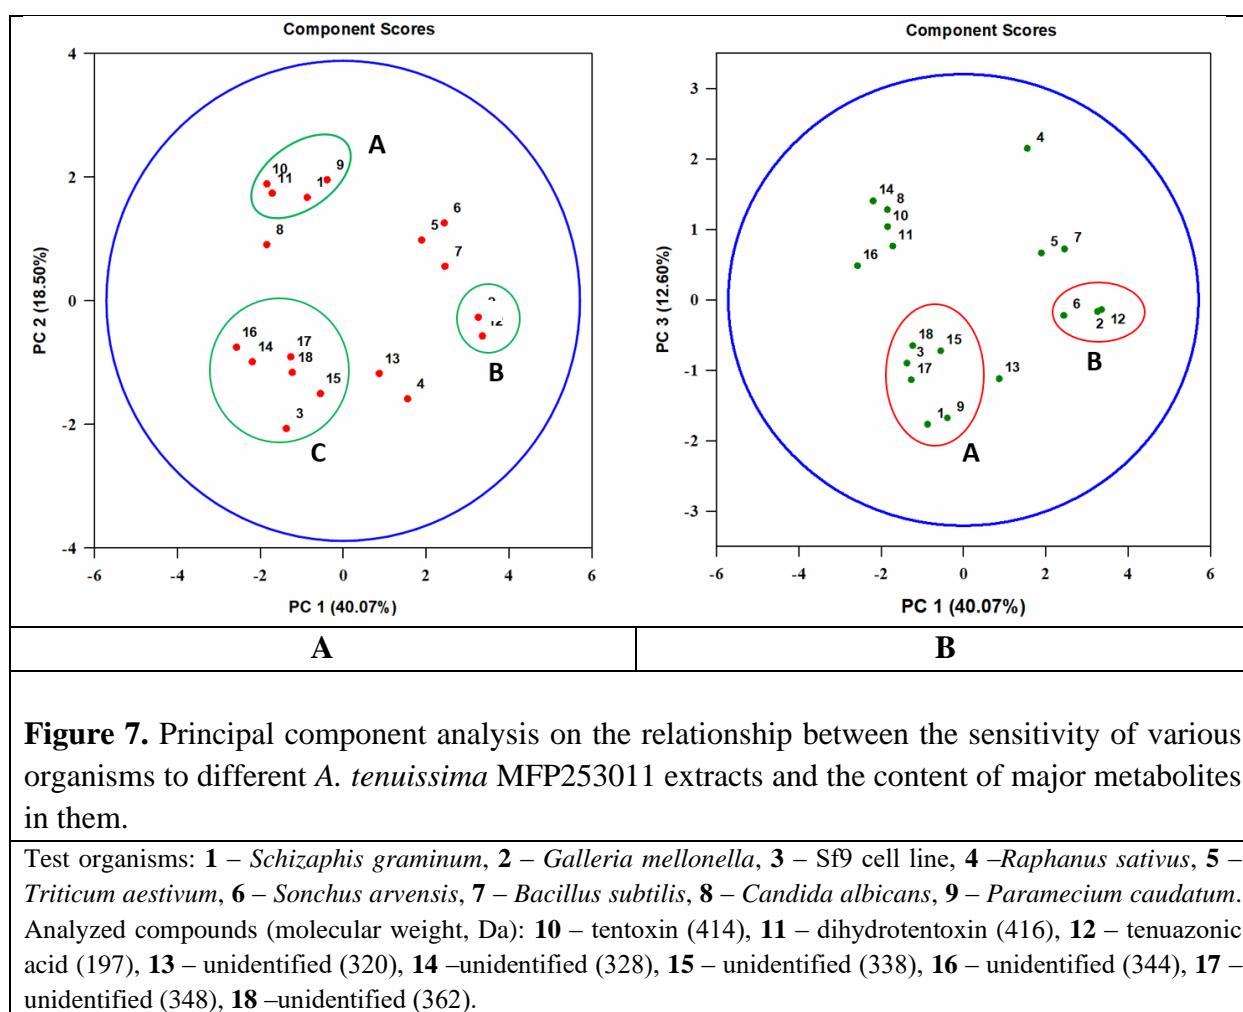 Component Scores
4
2
0
-2
-4
-6
-4
-2
0
2
4
6
PC 2 (18.50%)
PC 1 (40.07%)
A
10
11
1
9
8
6
5
7
12
B
16
14
17
18
15
3
C
13
4
Component Scores
3
2
1
0
-1
-2
-3
-6
-4
-2
0
2
4
6
PC 3 (12.60%)
PC 1 (40.07%)
4
14
8
10
11
16
5
7
6
2
12
B
18
3
15
17
13
1
9
A
A
B
Figure 7. Principal component analysis on the relationship between the sensitivity of various
organisms to different A. tenuissima MFP253011 extracts and the content of major metabolites
in them.
Test organisms: 1 – Schizaphis graminum, 2 – Galleria mellonella, 3 – Sf9 cell line, 4 –Raphanus sativus, 5 –
Triticum aestivum, 6 – Sonchus arvensis, 7 – Bacillus subtilis, 8 – Candida albicans, 9 – Paramecium caudatum.
Analyzed compounds (molecular weight, Da): 10 – tentoxin (414), 11 – dihydrotentoxin (416), 12 – tenuazonic
acid (197), 13 – unidentified (320), 14 –unidentified (328), 15 – unidentified (338), 16 – unidentified (344), 17 –
unidentified (348), 18 –unidentified (362).